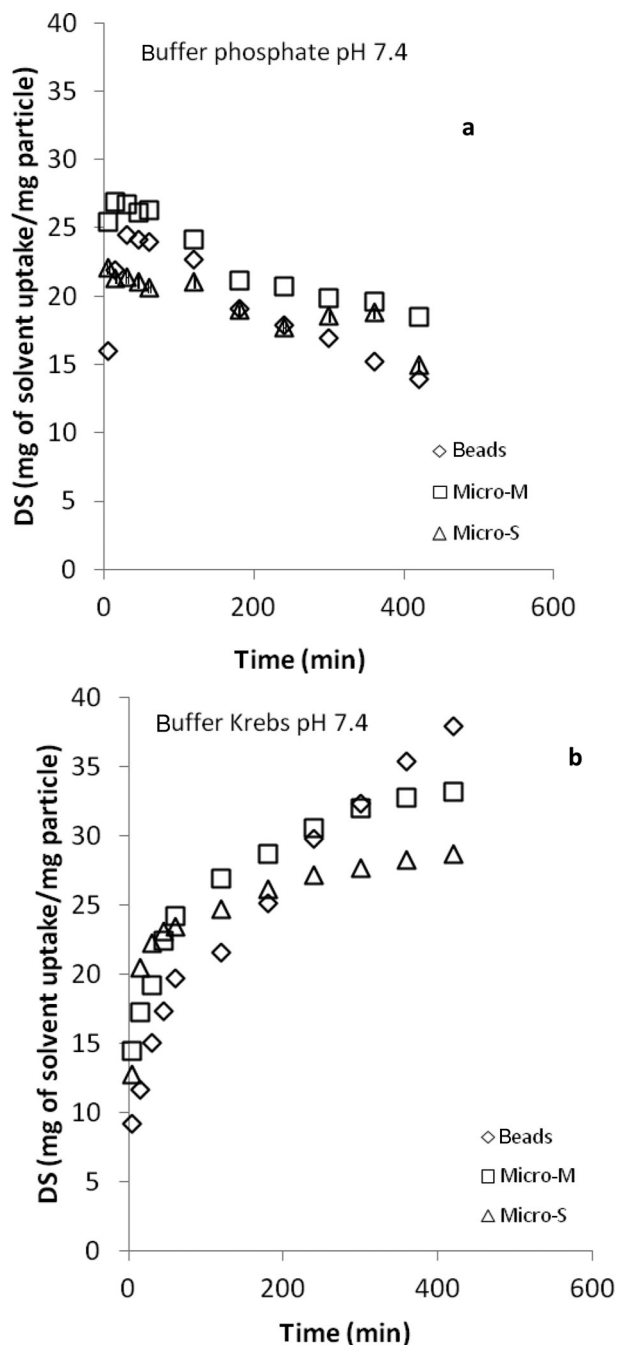 40
Buffer phosphate pH 7.4
35
a
30
25
20
15
10
5
0
DS (mg of solvent uptake/mg particle)
Beads
Micro-M
Micro-S
0 200 400 600
Time (min)
40
Buffer Krebs pH 7.4
b
35
30
25
20
15
10
5
0
DS (mg of solvent uptake/mg particle)
Beads
Micro-M
Micro-S
0 200 400 600
Time (min)